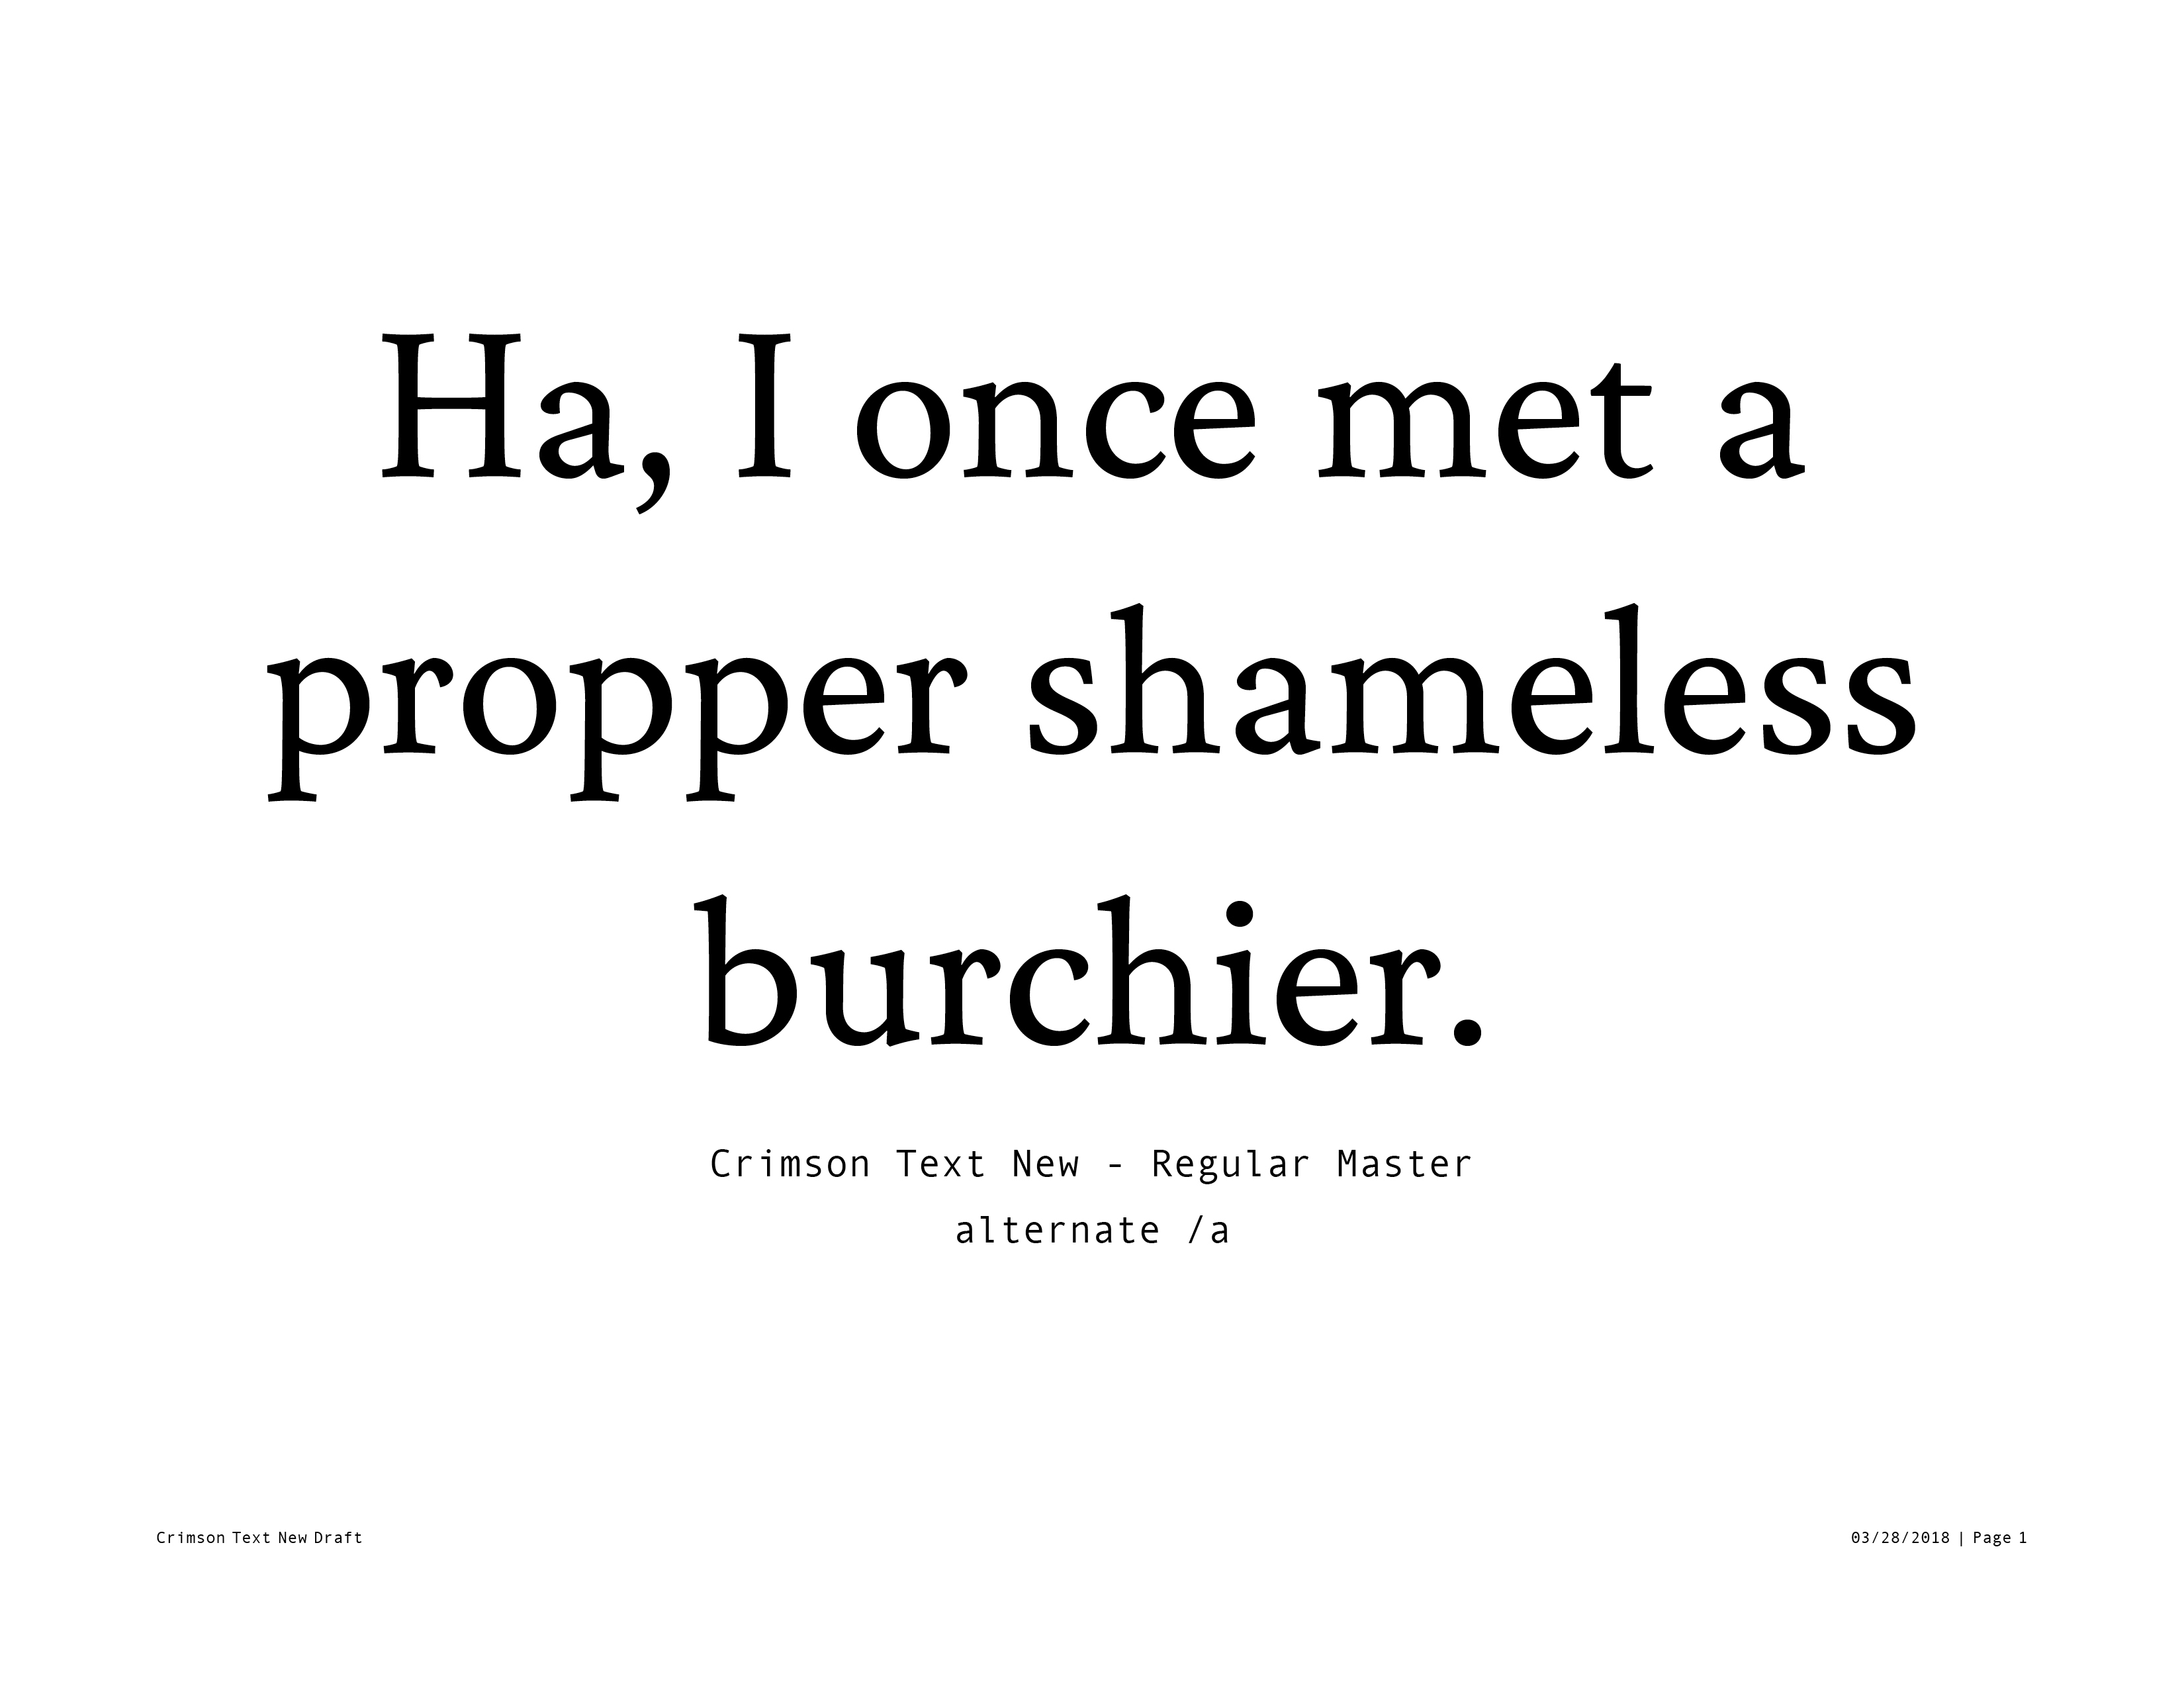 Ha, I once met a
propper shameless
burchier.
Crimson Text New - Regular Master
alternate /a
Crimson Text New Draft
03/28/2018 | Page 1